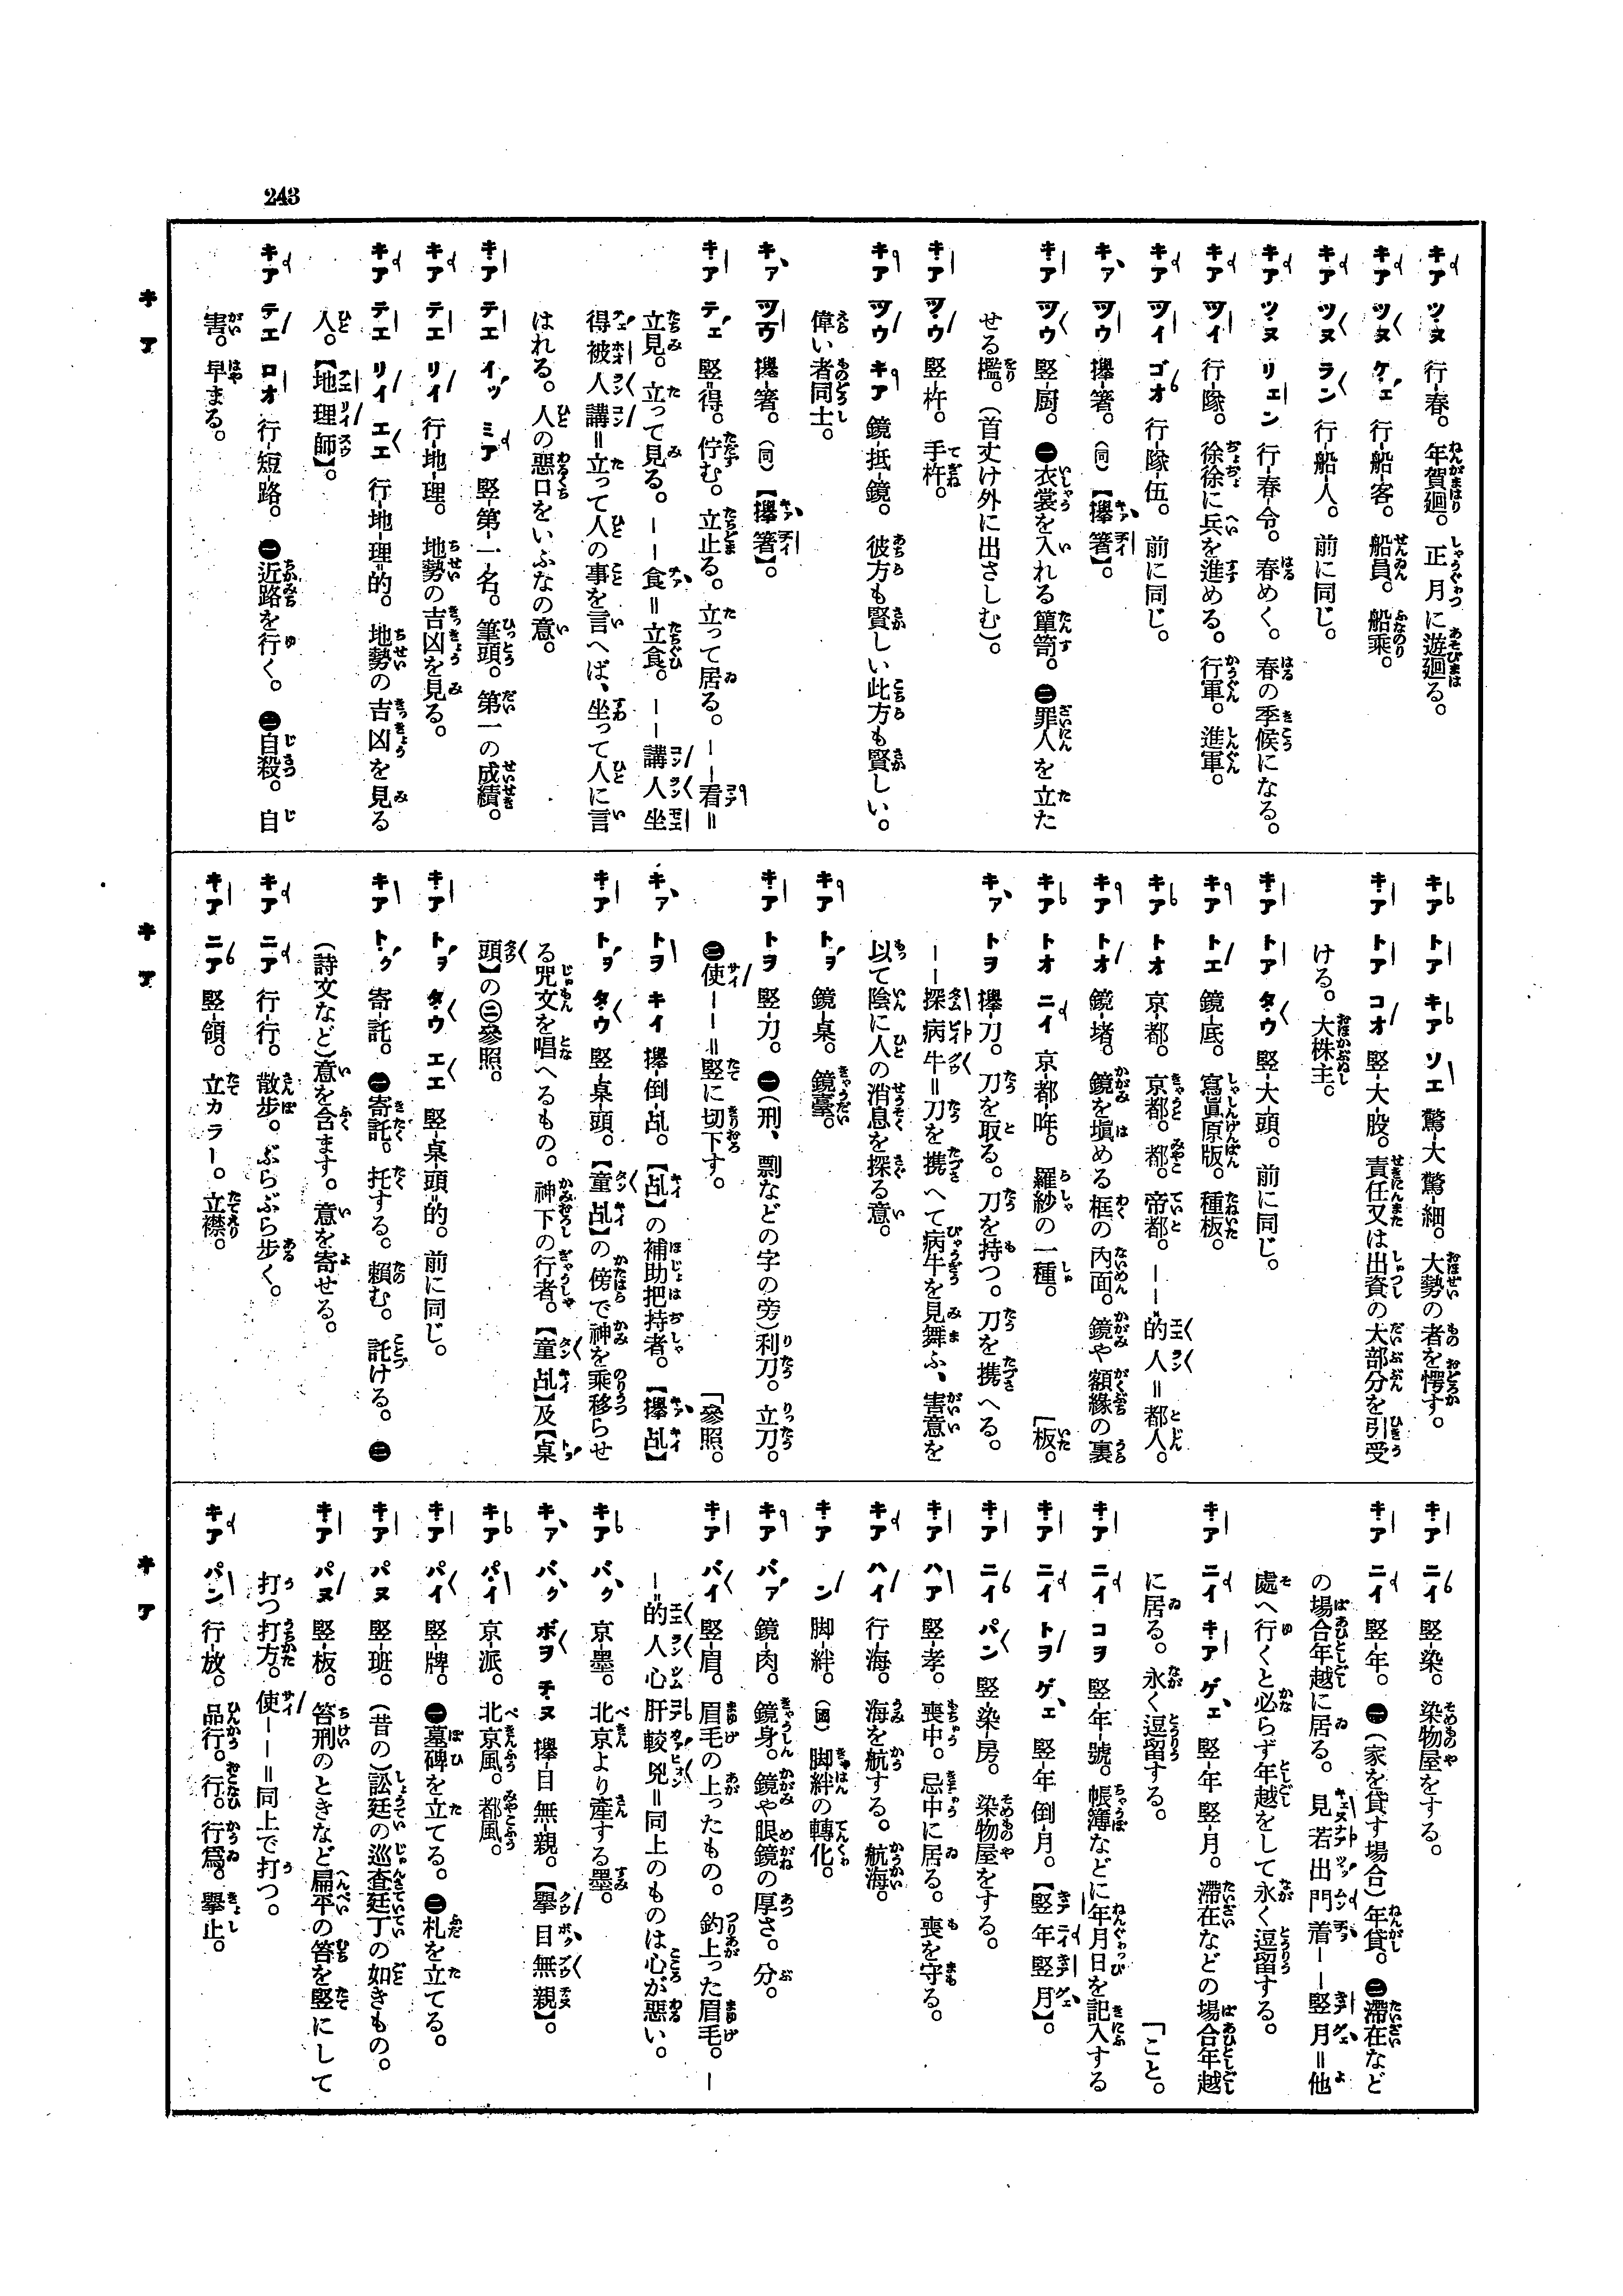 243
キア ツヌ 行-春。年賀廻。正月に遊廻る。
キア ツヌ ケェ 行-船-客。船員。船乘。
キア ツヌ ラン 行-船-人。前に同じ。
キア ツヌ リェン 行-春-令。春めく。春の季候になる。
キア ツイ 行-隊。徐徐に兵を進める。行軍。進軍。
キア ツイ ゴオ 行-隊-伍。前に同じ。
キァ ツウ 攑-箸。(同)【攑箸】。
キア ツウ 竪-厨。㊀衣裳を入れる簞笥。㊁罪人を立た
せる檻。(首丈け外に出さしむ)。
キア ツウ 竪-杵。手杵。
キア ツウ キア 鏡-抵-鏡。彼方も賢しい此方も賢しい。
偉い者同士。
キァ ツウ 攑-箸。(同)【攑箸】。
キア テェ 竪=得。佇む。立止る。立って居る。——看=
立見。立って見る。——食=立食。——講人坐
得被人講=立って人の事を言へば、坐って人に言
はれる。人の惡口をいふなの意。
キア テエ イッ ミア 竪-第-一-名。筆頭。第一の成績。
キア テエ リイ 行-地-理。地勢の吉凶を見る。
キア テエ リイ エエ 行-地-理=的。地勢の吉凶を見る
人。【地理師】。
キア テエ ロオ 行-短-路。㊀近路を行く。㊁自殺。自
害。早まる。
キア トア キア ソエ 驚-大 驚-細。大勢の者を愕す。
キア トア コオ 竪-大-股。責任又は出資の大部分を引受
ける。大株主。
キア トア タウ 竪-大-頭。前に同じ。
キア トエ 鏡-底。寫眞原版。種板。
キア トオ 京-都。京都。都。帝都。——的人=都人。
キア トオ 鏡-堵。鏡を塡める框の內面。鏡や額緣の裏
キア トオ ニイ 京-都-呢。羅紗の一種。「板。
キァ トヲ 攑-刀。刀を取る。刀を持つ。刀を携へる。
——探病牛=刀を携へて病牛を見舞ふ、害意を
以て陰に人の消息を探る意。
キア トヲ 鏡-桌。鏡臺。
キア トヲ 竪-刀。㊀(刑、剽などの字の旁)利刀。立刀。
㊁使——=竪に切下す。「參照。
キァ トヲ キイ 攑-倒-乩。【乩】の補助把持者。【攑乩】
キア トヲ タウ 竪-桌-頭。【童乩】の傍で神を乘移らせ
る咒文を唱へるもの。神下の行者。【童乩】及【桌
頭】の㊁參照。
キア トヲ タウ エエ 竪-桌-頭=的。前に同じ。
キア トク 寄-託。㊀寄託。托する。賴む。託ける。㊁
(詩文など)意を含ます。意を寄せる。
キア ニア 行-行。散步。ぶらぶら步く。
キア ニア 竪-領。立カラー。立襟。
キア ニイ 竪-染。染物屋をする。
キア ニイ 竪-年。㊀(家を貸す場合)年貸。㊁滯在など
の場合年越に居る。見若出門着——竪月=他
處へ行くと必らず年越をして永く逗留する。
キア ニイ キア ゲェ 竪-年 竪-月。滯在などの場合年越
に居る。永く逗留する。「こと。
キア ニイ コヲ 竪-年-號。帳簿などに年月日を記入する
キア ニイ トヲ ゲェ 竪-年 倒-月。【竪年竪月】。
キア ニイ パン 竪-染-房。染物屋をする。
キア ハア 竪-孝。喪中。忌中に居る。喪を守る。
キア ハイ 行-海。海を航する。航海。
キア ン 脚-絆。(國)脚絆の轉化。
キア バァ 鏡-肉。鏡身。鏡や眼鏡の厚さ。分。
キア バイ 竪-眉。眉毛の上ったもの。釣上った眉毛。—
—的人心肝較兇=同上のものは心が惡い。
キア バク 京-墨。北京より產する墨。
キァ バク ボヲ チヌ 攑-目 無-親。【擧目無親】。
キア パイ 京-派。北京風。都風。
キア パイ 竪-牌。㊀墓碑を立てる。㊁札を立てる。
キア パヌ 竪-班。(昔の)訟廷の巡查廷丁の如きもの。
キア パヌ 竪-板。笞刑のときなど扁平の笞を竪にして
打つ打方。使——=同上で打つ。
キア パン 行-放。品行。行。行爲。擧止。
キア
キア
キア